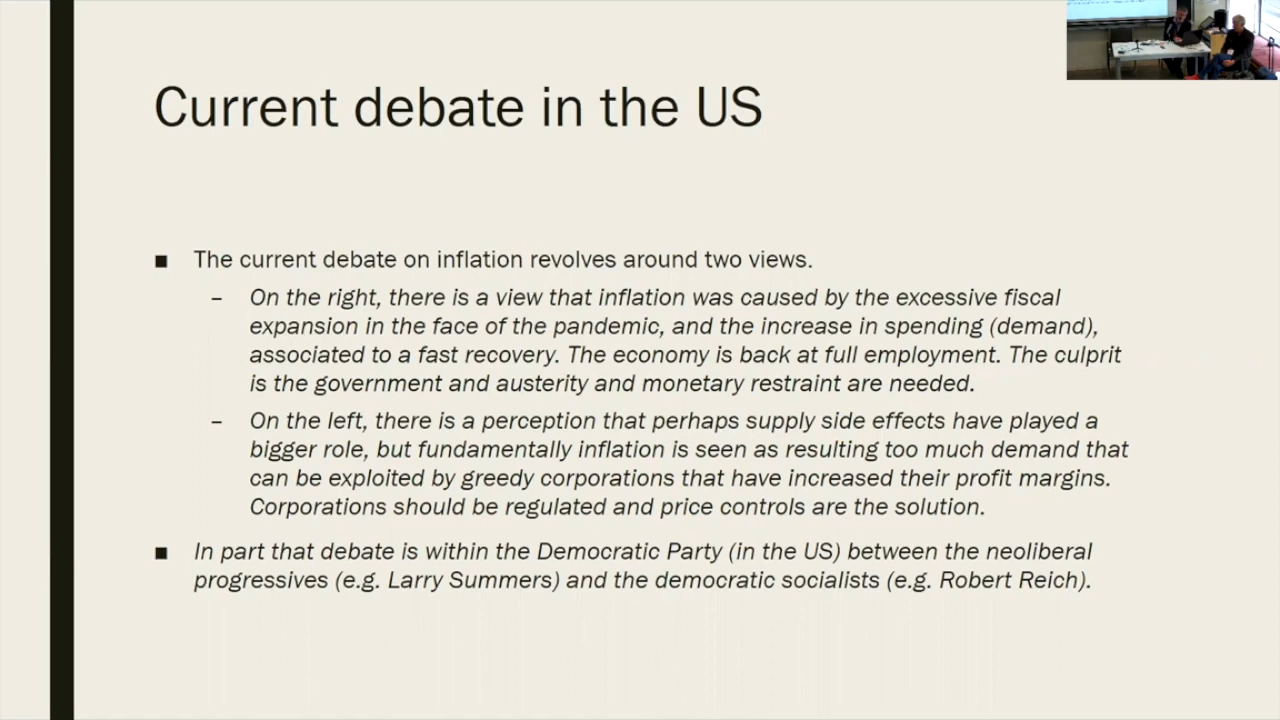 Current debate in the US
■ The current debate on inflation revolves around two views.
– On the right, there is a view that inflation was caused by the excessive fiscal
expansion in the face of the pandemic, and the increase in spending (demand),
associated to a fast recovery. The economy is back at full employment. The culprit
is the government and austerity and monetary restraint are needed.
– On the left, there is a perception that perhaps supply side effects have played a
bigger role, but fundamentally inflation is seen as resulting too much demand that
can be exploited by greedy corporations that have increased their profit margins.
Corporations should be regulated and price controls are the solution.
■ In part that debate is within the Democratic Party (in the US) between the neoliberal
progressives (e.g. Larry Summers) and the democratic socialists (e.g. Robert Reich).